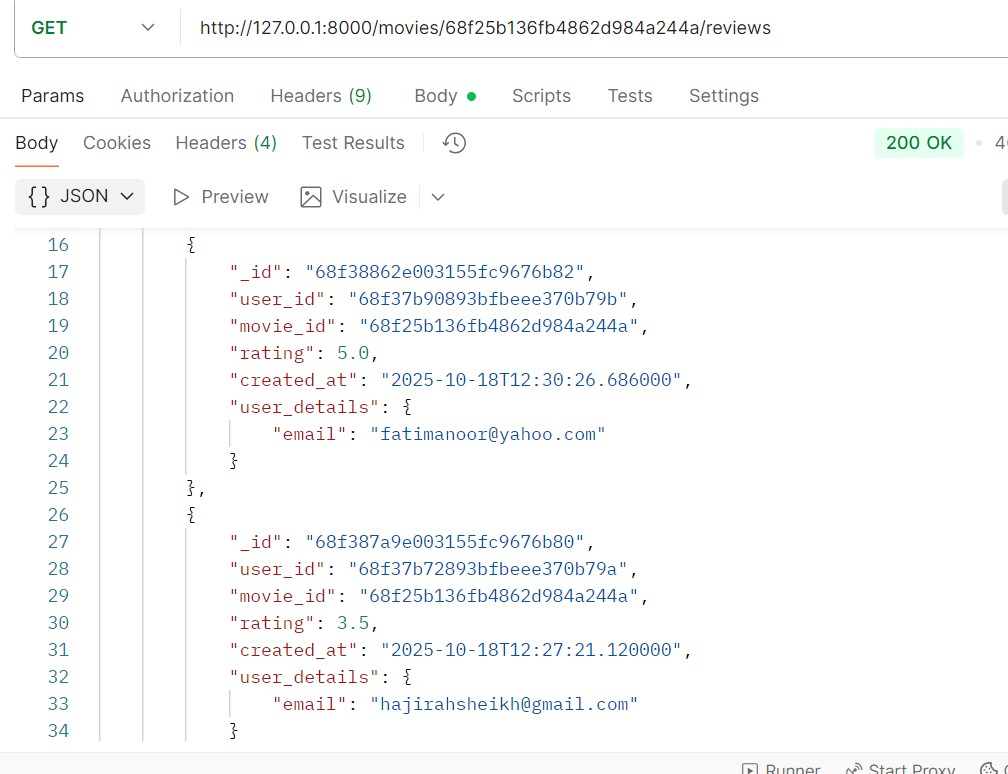 GET http://127.0.0.1:8000/movies/68f25b136fb4862d984a244a/reviews
Params Authorization Headers (9) Body Scripts Tests Settings
Body Cookies Headers (4) Test Results 200 OK
{} JSON Preview Visualize
16 {
17 "_id": "68f38862e003155fc9676b82",
18 "user_id": "68f37b90893bfbeee370b79b",
19 "movie_id": "68f25b136fb4862d984a244a",
20 "rating": 5.0,
21 "created_at": "2025-10-18T12:30:26.686000",
22 "user_details": {
23 "email": "fatimanoor@yahoo.com"
24 }
25 },
26 {
27 "_id": "68f387a9e003155fc9676b80",
28 "user_id": "68f37b72893bfbeee370b79a",
29 "movie_id": "68f25b136fb4862d984a244a",
30 "rating": 3.5,
31 "created_at": "2025-10-18T12:27:21.120000",
32 "user_details": {
33 "email": "hajirahsheikh@gmail.com"
34 }
Runner Start Proxy